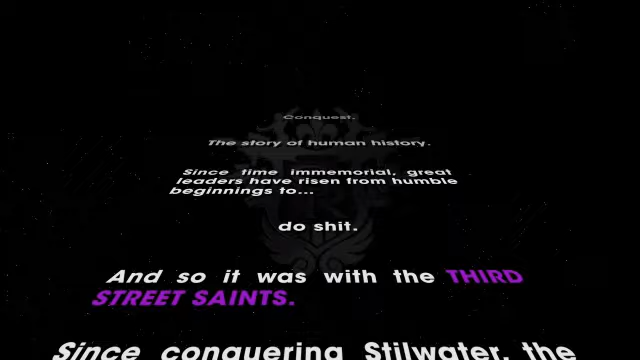 Conquest.
The story of human history.
Since time immemorial, great
leaders have risen from humble
beginnings to...
do shit.
And so it was with the THIRD
STREET SAINTS.
Since conquering Stilwater, the